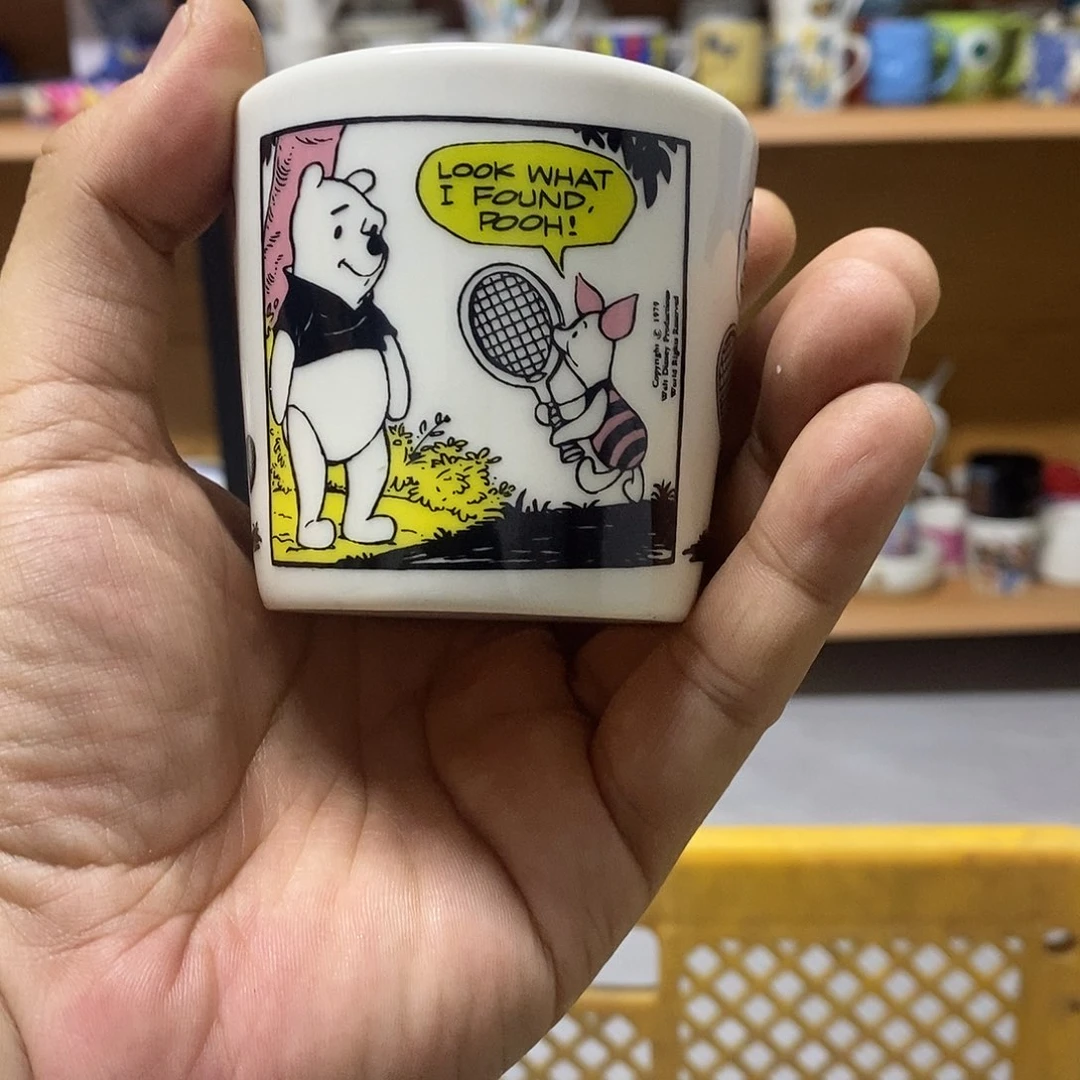 LOOK WHAT
I FOUND,
POOH!
Copyright © 1979
Walt Disney Productions
World Rights Reserved